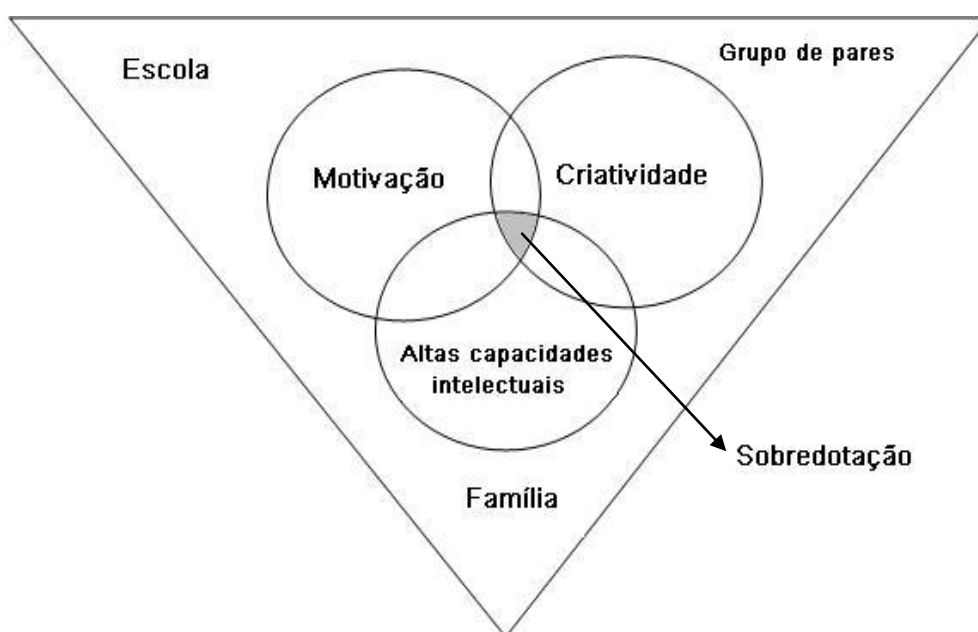 Escola
Grupo de pares
Motivação
Criatividade
Altas capacidades
intelectuais
Sobredotação
Família